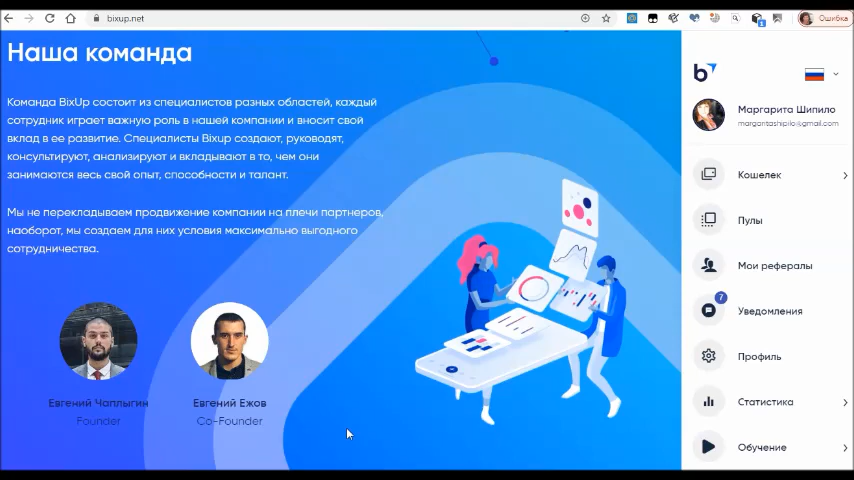 bixup.net
Ошибка
Наша команда
Команда BixUp состоит из специалистов разных областей, каждый
сотрудник играет важную роль в нашей компании и вносит свой
вклад в ее развитие. Специалисты Bixup создают, руководят,
консультируют, анализируют и вкладывают в то, чем они
занимаются весь свой опыт, способности и талант.
Мы не перекладываем продвижение компании на плечи партнеров,
наоборот, мы создаем для них условия максимально выгодного
сотрудничества.
Евгений Чаплыгин
Founder
Евгений Ежов
Co-Founder
b
Маргарита Шипило
margaritashipilo@gmail.com
Кошелек
Пулы
Мои рефералы
7
Уведомления
Профиль
Статистика
Обучение